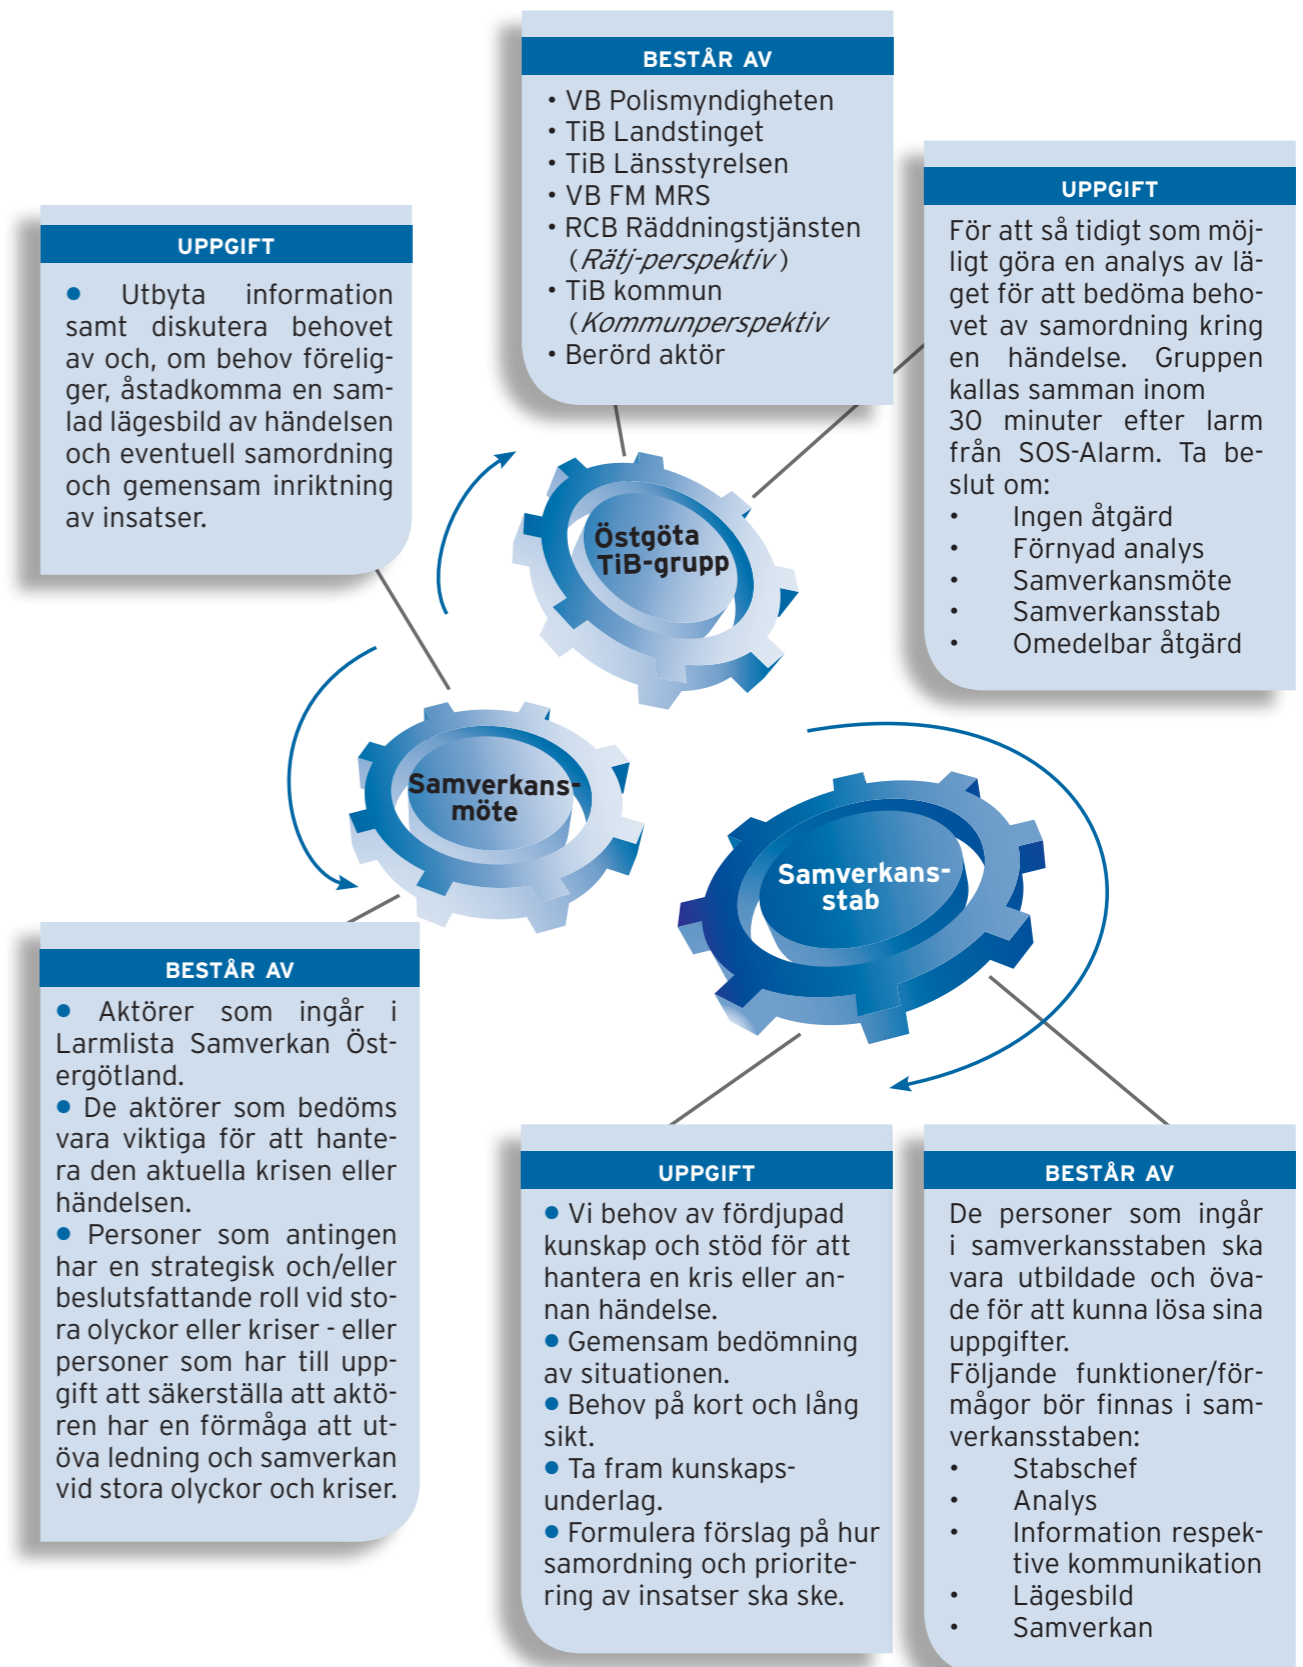 BESTÅR AV
• VB Polismyndigheten
• TiB Landstinget
• TiB Länsstyrelsen
• VB FM MRS
• RCB Räddningstjänsten
(Rätj-perspektiv)
• TiB kommun
(Kommunperspektiv
• Berörd aktör
UPPGIFT
För att så tidigt som möj-
ligt göra en analys av lä-
get för att bedöma beho-
vet av samordning kring
en händelse. Gruppen
kallas samman inom
30 minuter efter larm
från SOS-Alarm. Ta be-
slut om:
• Ingen åtgärd
• Förnyad analys
• Samverkansmöte
• Samverkansstab
• Omedelbar åtgärd
UPPGIFT
• Utbyta information
samt diskutera behovet
av och, om behov förelig-
ger, åstadkomma en sam-
lad lägesbild av händelsen
och eventuell samordning
och gemensam inriktning
av insatser.
Östgöta
TiB-grupp
Samverkans-
möte
Samverkans-
stab
BESTÅR AV
• Aktörer som ingår i
Larmlista Samverkan Öst-
ergötland.
• De aktörer som bedöms
vara viktiga för att hante-
ra den aktuella krisen eller
händelsen.
• Personer som antingen
har en strategisk och/eller
beslutsfattande roll vid sto-
ra olyckor eller kriser - eller
personer som har till upp-
gift att säkerställa att aktö-
ren har en förmåga att ut-
öva ledning och samverkan
vid stora olyckor och kriser.
UPPGIFT
• Vi behov av fördjupad
kunskap och stöd för att
hantera en kris eller an-
nan händelse.
• Gemensam bedömning
av situationen.
• Behov på kort och lång
sikt.
• Ta fram kunskaps-
underlag.
• Formulera förslag på hur
samordning och priorite-
ring av insatser ska ske.
BESTÅR AV
De personer som ingår
i samverkansstaben ska
vara utbildade och öva-
de för att kunna lösa sina
uppgifter.
Följande funktioner/för-
mågor bör finnas i sam-
verkansstaben:
• Stabschef
• Analys
• Information respek-
tive kommunikation
• Lägesbild
• Samverkan